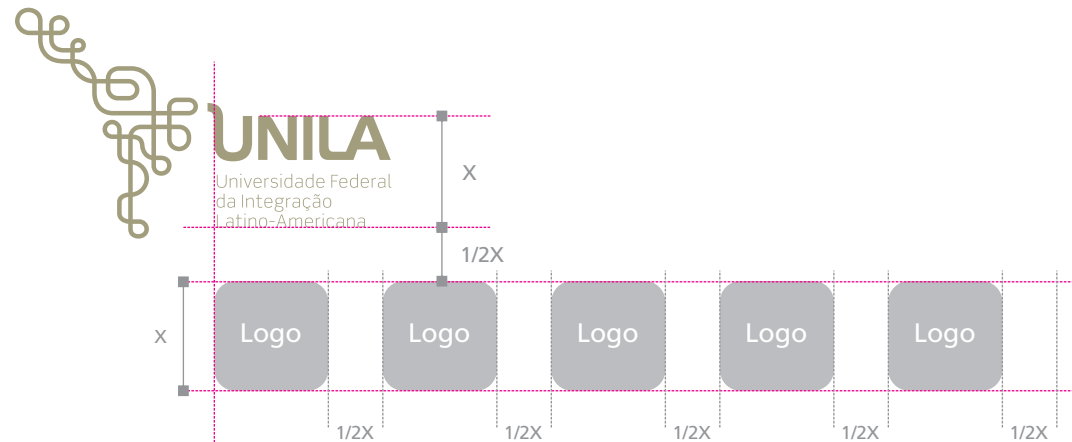 UNILA
Universidade Federal
da Integração
Latino-Americana
X
1/2X
X
Logo
Logo
Logo
Logo
Logo
1/2X
1/2X
1/2X
1/2X
1/2X